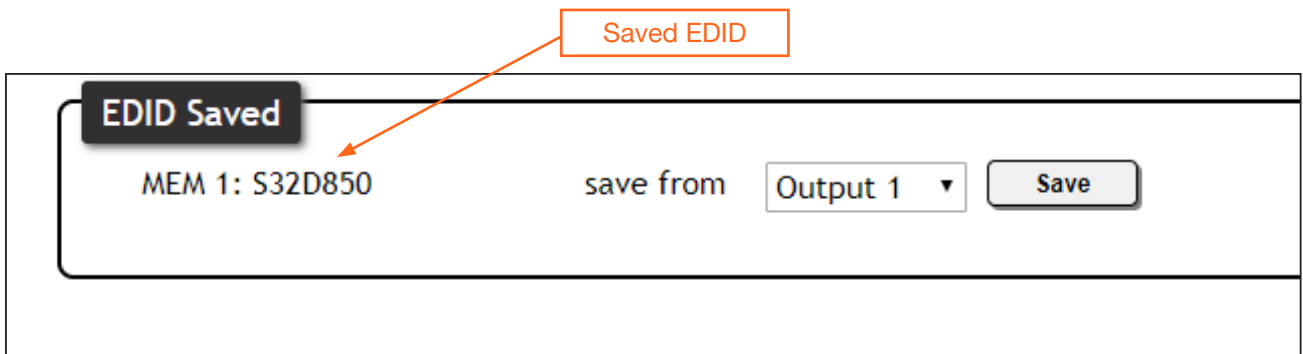 Saved EDID
EDID Saved
MEM 1: S32D850 save from Output 1 Save